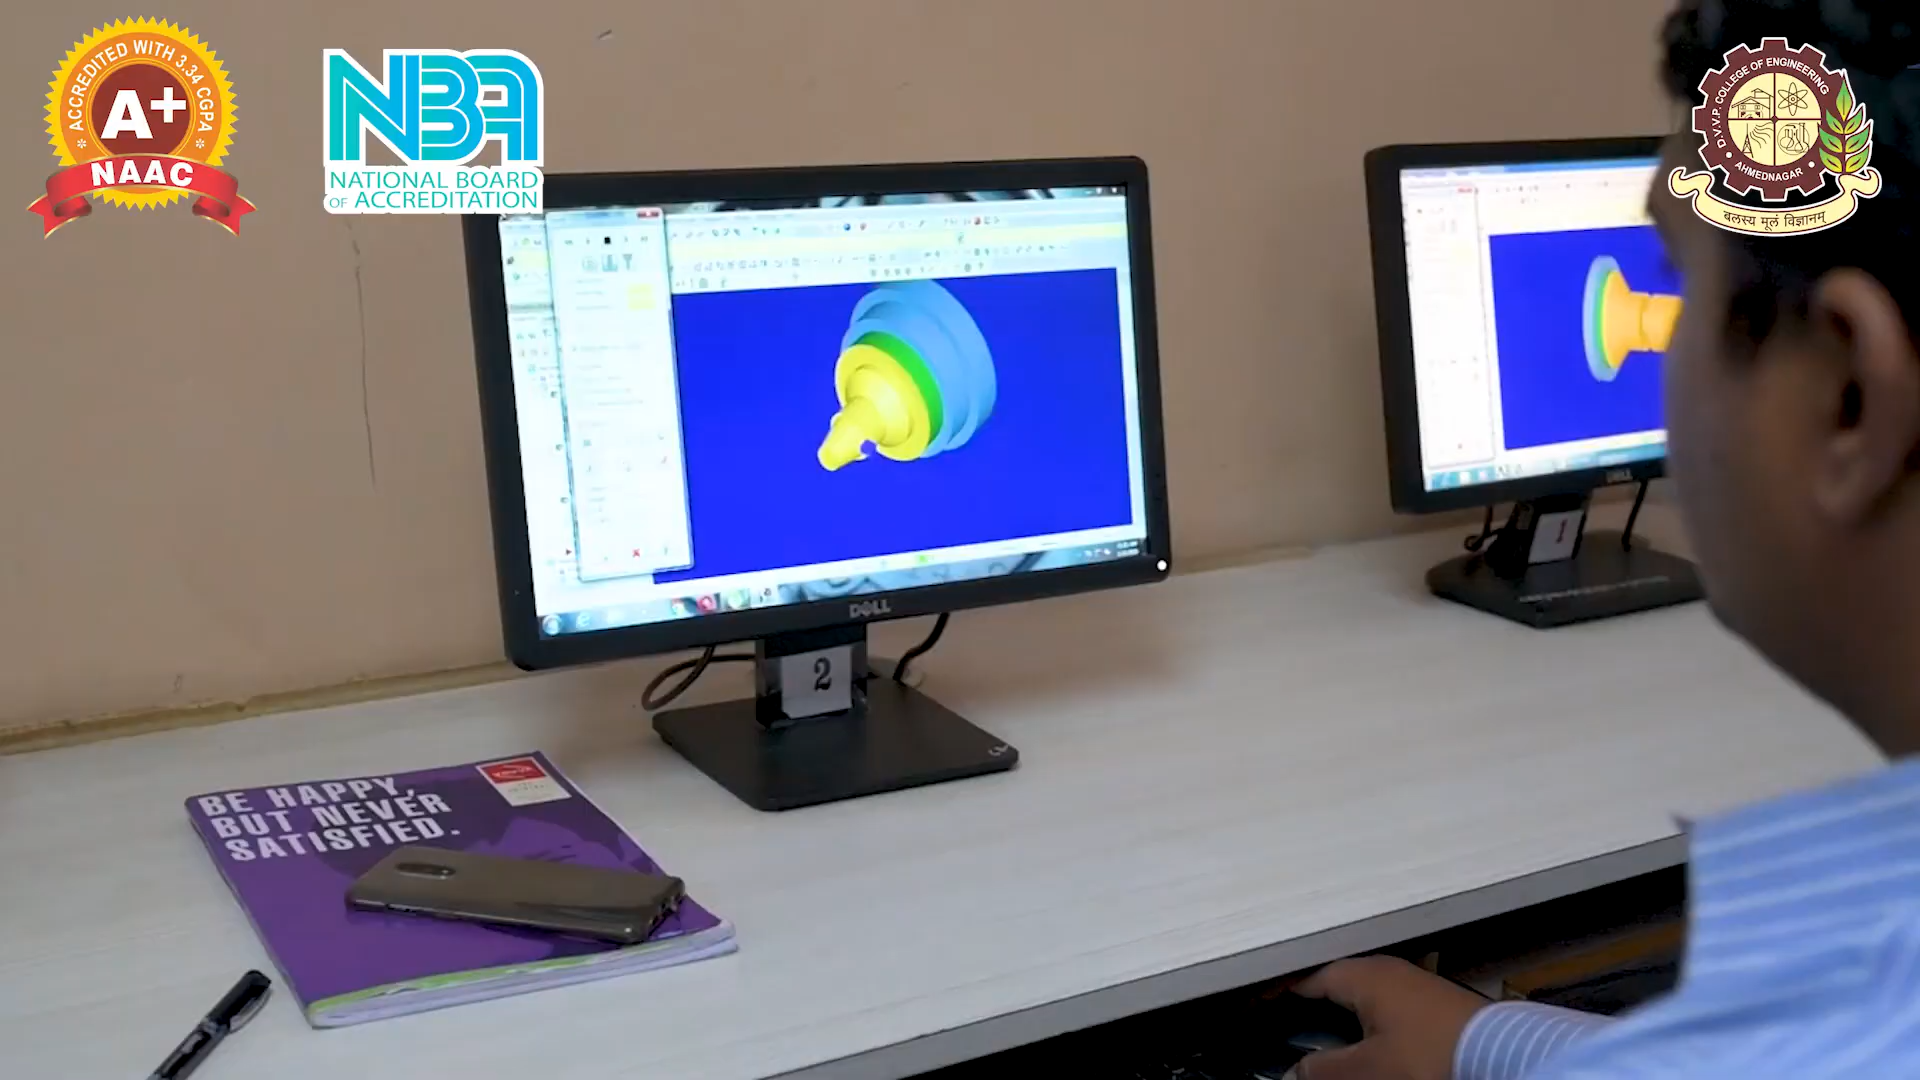 ACCREDITED WITH 3.34 CGPA
A+
NAAC
NBA
NATIONAL BOARD
OF ACCREDITATION
D.V.V.P. COLLEGE OF ENGINEERING
AHMEDNAGAR
बलस्य मूलं विज्ञानम्
DELL
2
DELL
1
BE HAPPY,
BUT NEVER
SATISFIED.